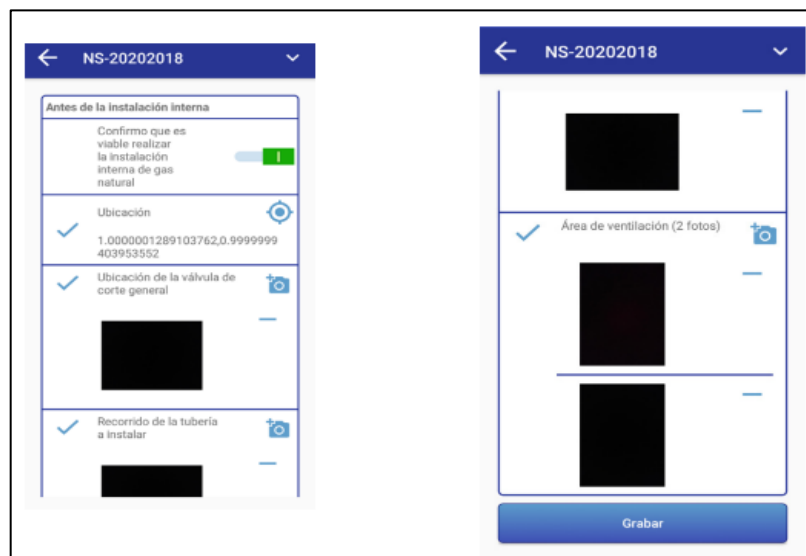 NS-20202018
Antes de la instalación interna
Confirmo que es
viable realizar
la instalación
interna de gas
natural
Ubicación
1.0000001289103762,0.9999999
403953552
Ubicación de la válvula de
corte general
Recorrido de la tubería
a instalar
NS-20202018
Área de ventilación (2 fotos)
Grabar